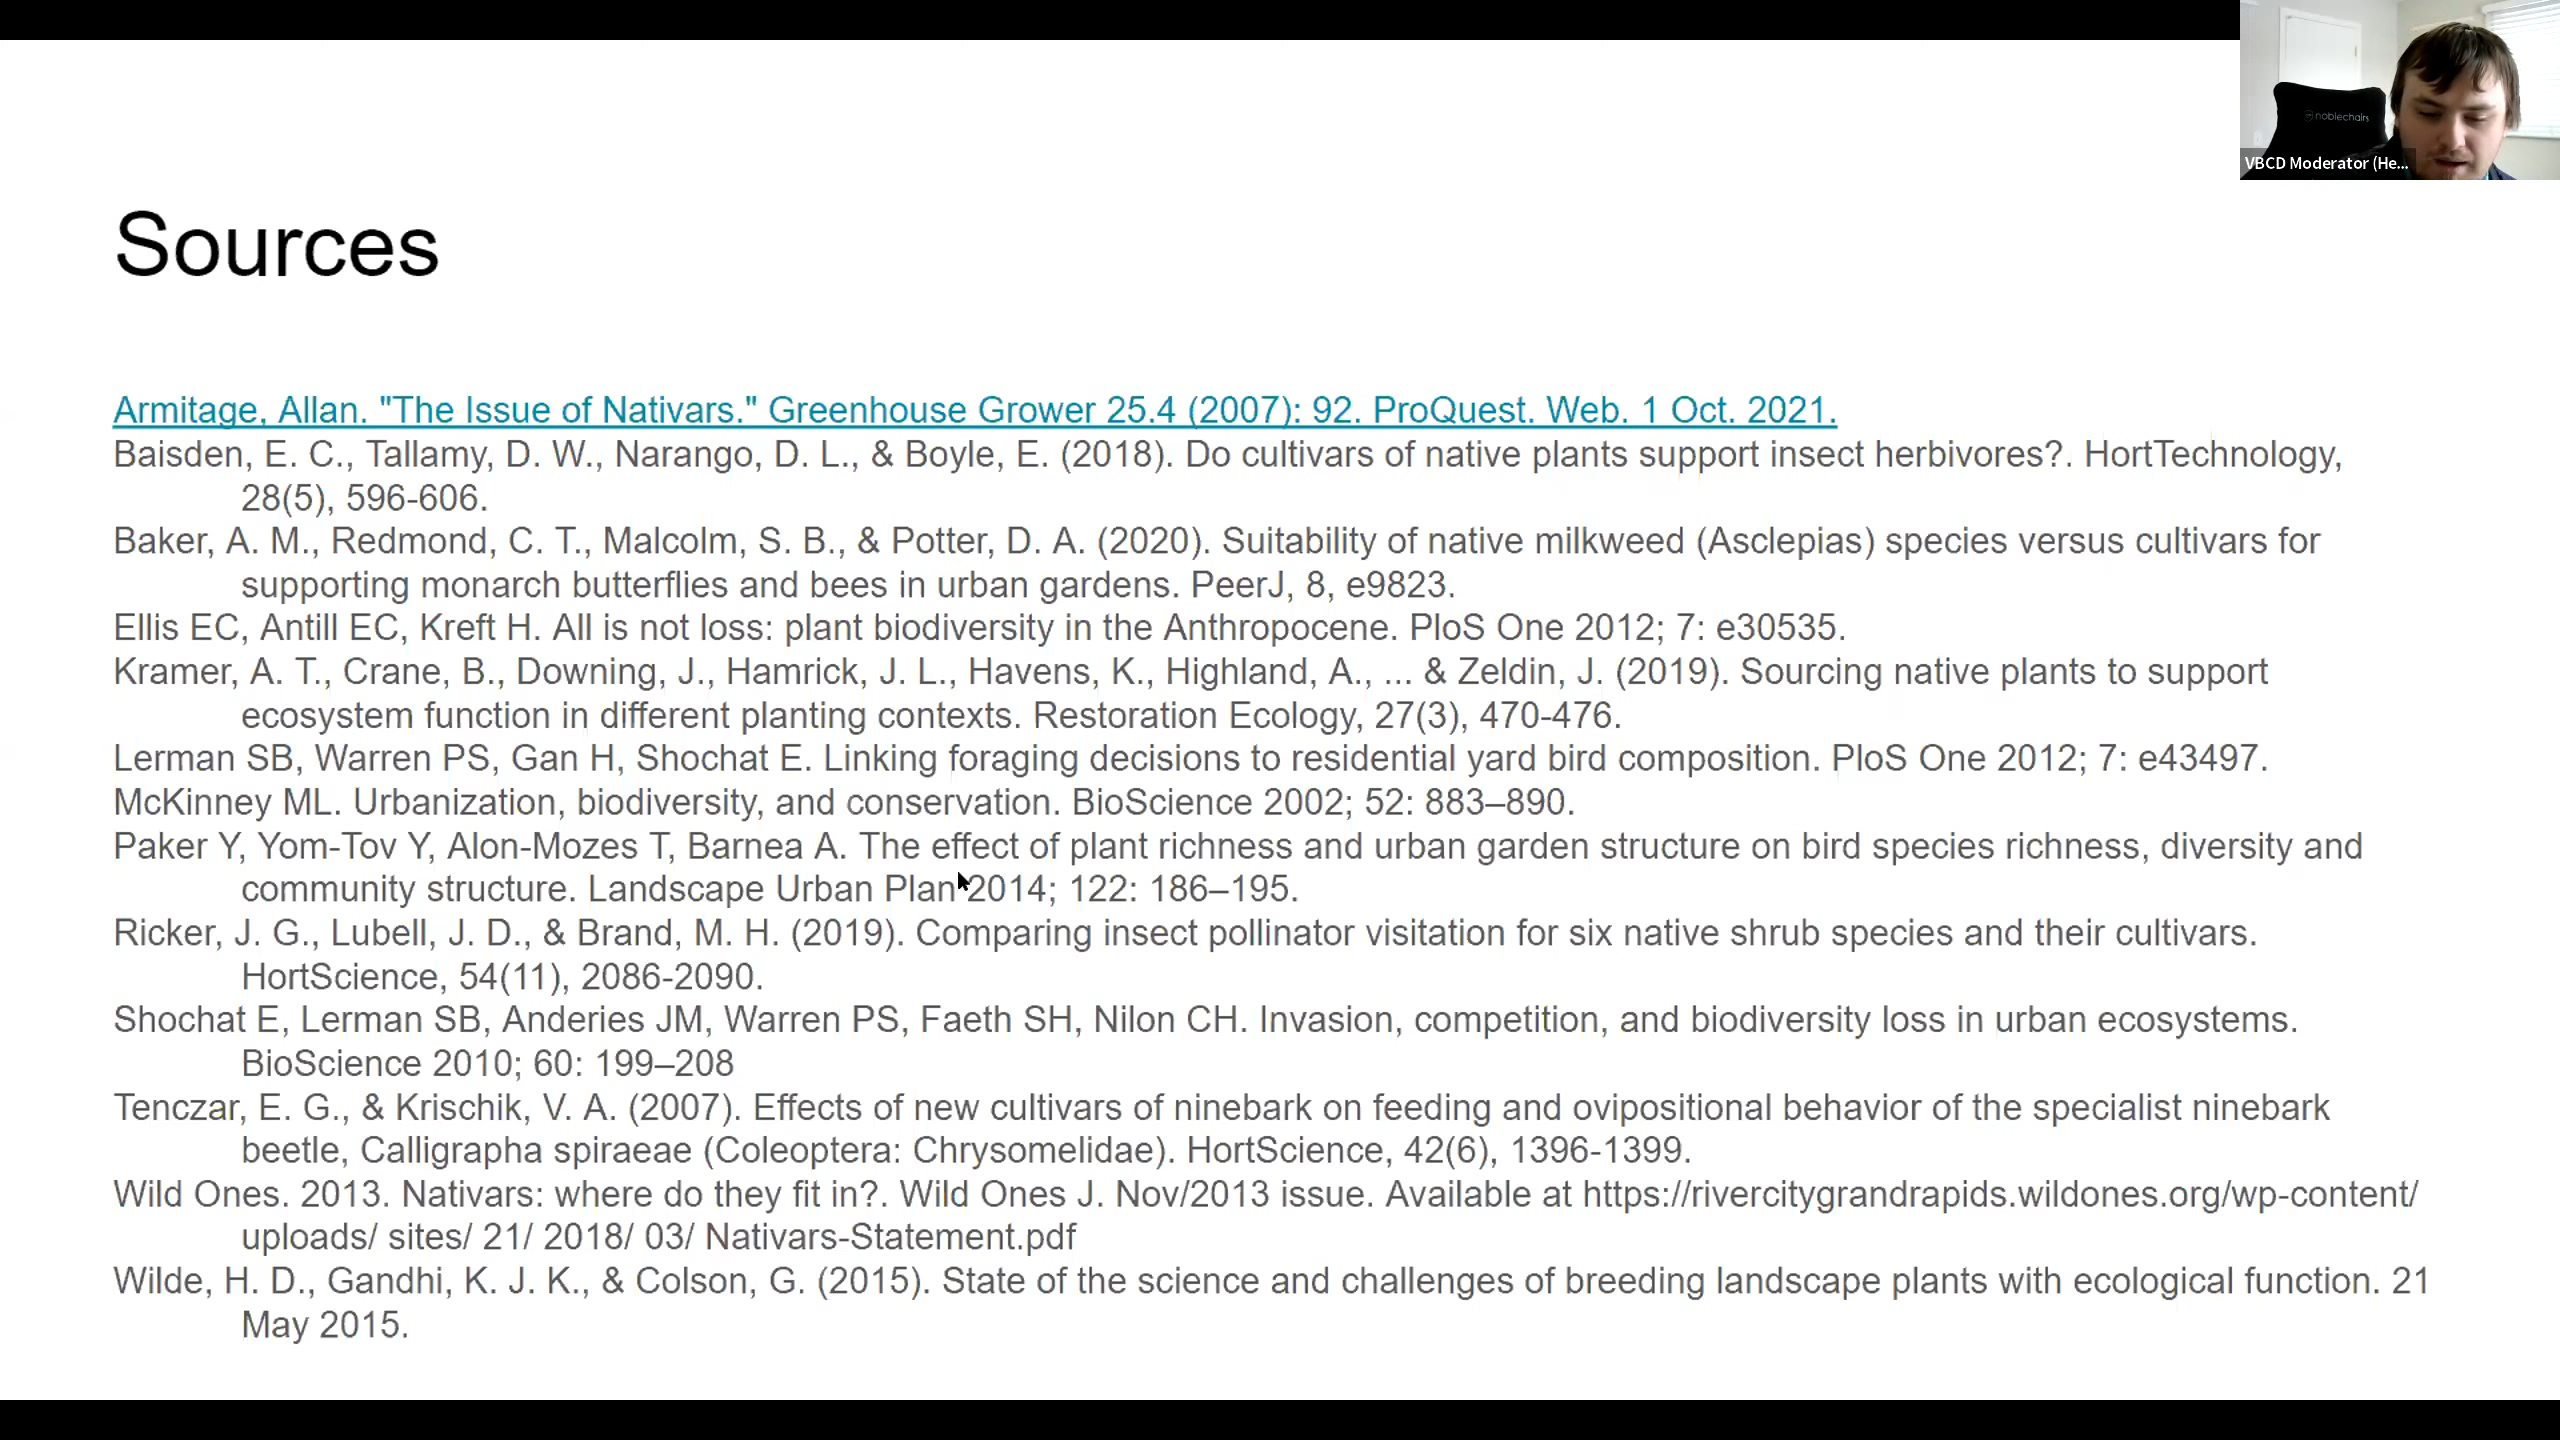 noblechairs
VBCD Moderator (He...
Sources
Armitage, Allan. "The Issue of Nativars." Greenhouse Grower 25.4 (2007): 92. ProQuest. Web. 1 Oct. 2021.
Baisden, E. C., Tallamy, D. W., Narango, D. L., & Boyle, E. (2018). Do cultivars of native plants support insect herbivores?. HortTechnology,
28(5), 596-606.
Baker, A. M., Redmond, C. T., Malcolm, S. B., & Potter, D. A. (2020). Suitability of native milkweed (Asclepias) species versus cultivars for
supporting monarch butterflies and bees in urban gardens. PeerJ, 8, e9823.
Ellis EC, Antill EC, Kreft H. All is not loss: plant biodiversity in the Anthropocene. PloS One 2012; 7: e30535.
Kramer, A. T., Crane, B., Downing, J., Hamrick, J. L., Havens, K., Highland, A., ... & Zeldin, J. (2019). Sourcing native plants to support
ecosystem function in different planting contexts. Restoration Ecology, 27(3), 470-476.
Lerman SB, Warren PS, Gan H, Shochat E. Linking foraging decisions to residential yard bird composition. PloS One 2012; 7: e43497.
McKinney ML. Urbanization, biodiversity, and conservation. BioScience 2002; 52: 883–890.
Paker Y, Yom-Tov Y, Alon-Mozes T, Barnea A. The effect of plant richness and urban garden structure on bird species richness, diversity and
community structure. Landscape Urban Plan 2014; 122: 186–195.
Ricker, J. G., Lubell, J. D., & Brand, M. H. (2019). Comparing insect pollinator visitation for six native shrub species and their cultivars.
HortScience, 54(11), 2086-2090.
Shochat E, Lerman SB, Anderies JM, Warren PS, Faeth SH, Nilon CH. Invasion, competition, and biodiversity loss in urban ecosystems.
BioScience 2010; 60: 199–208
Tenczar, E. G., & Krischik, V. A. (2007). Effects of new cultivars of ninebark on feeding and ovipositional behavior of the specialist ninebark
beetle, Calligrapha spiraeae (Coleoptera: Chrysomelidae). HortScience, 42(6), 1396-1399.
Wild Ones. 2013. Nativars: where do they fit in?. Wild Ones J. Nov/2013 issue. Available at https://rivercitygrandrapids.wildones.org/wp-content/
uploads/ sites/ 21/ 2018/ 03/ Nativars-Statement.pdf
Wilde, H. D., Gandhi, K. J. K., & Colson, G. (2015). State of the science and challenges of breeding landscape plants with ecological function. 21
May 2015.